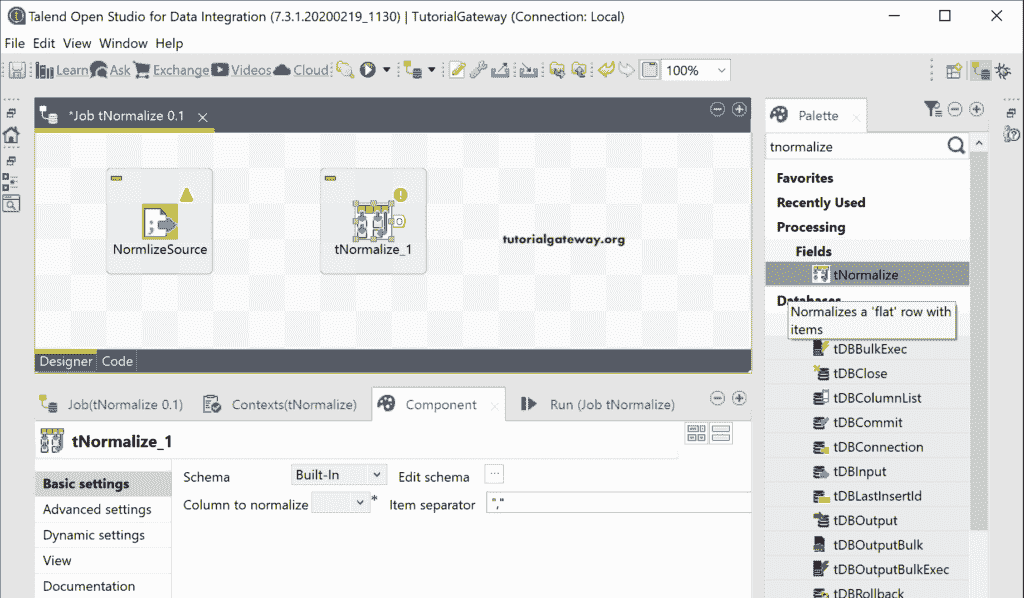 Talend Open Studio for Data Integration (7.3.1.20200219_1130) | TutorialGateway (Connection: Local)
File Edit View Window Help
Learn Ask Exchange Videos Cloud 100%
*Job tNormalize 0.1
Palette
tnormalize
Favorites
Recently Used
Processing
Fields
tNormalize
Databases
Normalizes a 'flat' row with
items
tDBBulkExec
tDBClose
tDBColumnList
tDBCommit
tDBConnection
tDBInput
tDBLastInsertId
tDBOutput
tDBOutputBulk
tDBOutputBulkExec
tDBRollback
NormlizeSource
tNormalize_1
tutorialgateway.org
Designer Code
Job(tNormalize 0.1) Contexts(tNormalize) Component Run (Job tNormalize)
tNormalize_1
Basic settings
Advanced settings
Dynamic settings
View
Documentation
Schema Built-In Edit schema ...
Column to normalize * Item separator ","